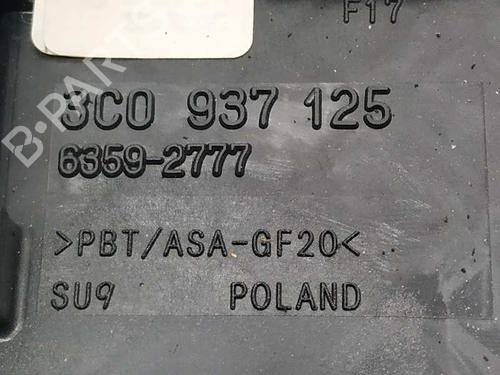 F17
3C0 937 125
6359-2777
>PBT/ASA-GF20<
SU9 POLAND
B-PARTS